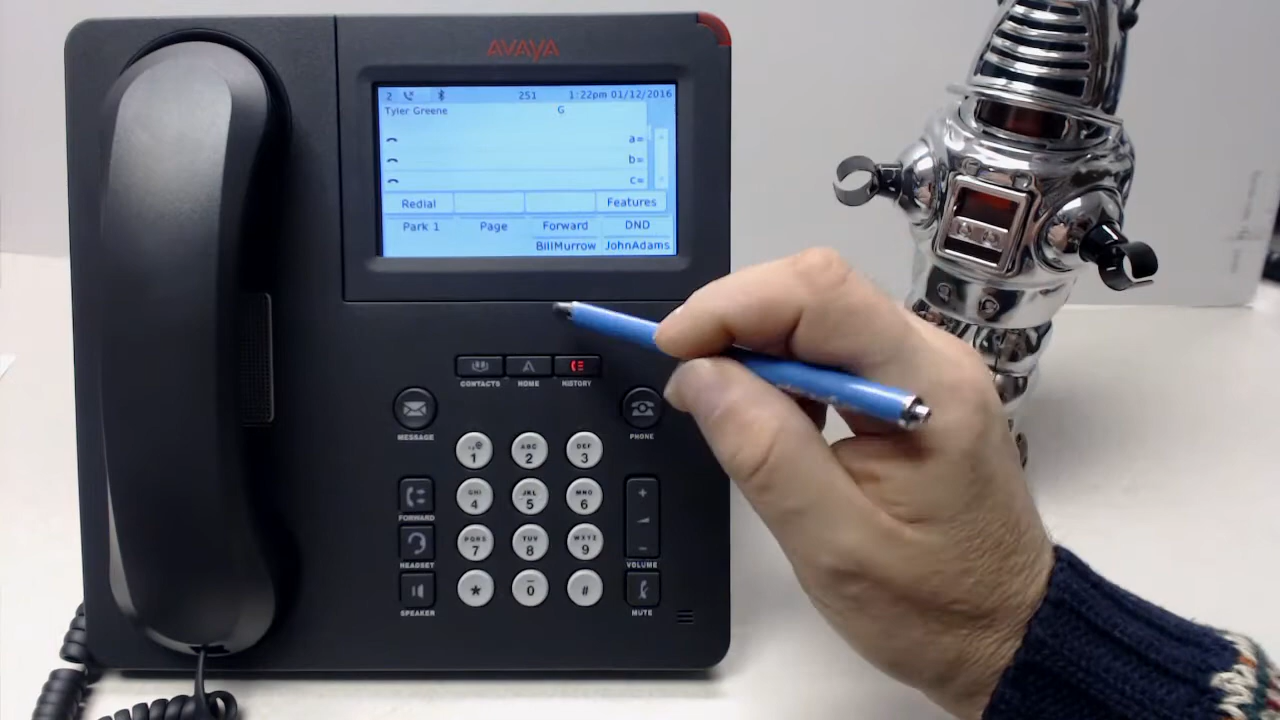 AVAYA
2 251 1:22pm 01/12/2016
Tyler Greene G
a=
b=
c=
Redial Features
Park 1 Page Forward DND
BillMurrow JohnAdams
CONTACTS HOME HISTORY
MESSAGE PHONE
1 ABC 2 DEF 3
GHI 4 JKL 5 MNO 6
FORWARD
PQRS 7 TUV 8 WXYZ 9
HEADSET VOLUME
* 0 #
SPEAKER MUTE